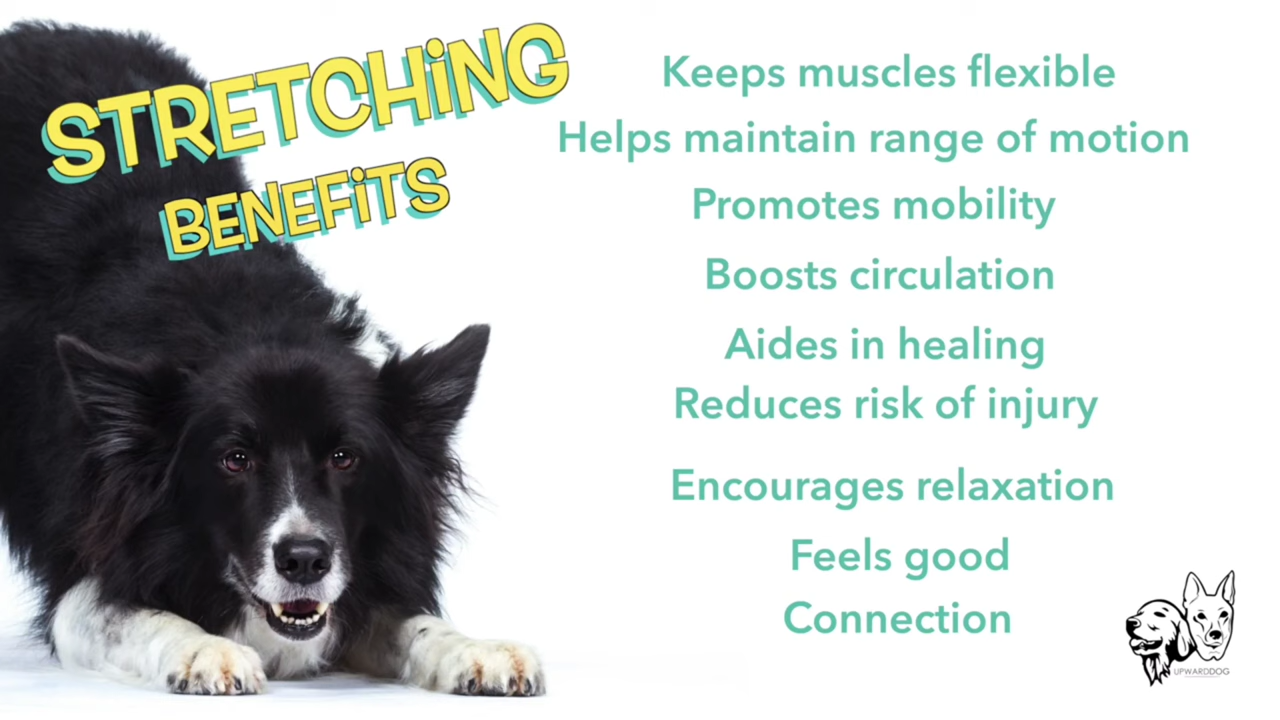 STRETCHiNG
BENEFiTS
Keeps muscles flexible
Helps maintain range of motion
Promotes mobility
Boosts circulation
Aides in healing
Reduces risk of injury
Encourages relaxation
Feels good
Connection
UPWARDDOG